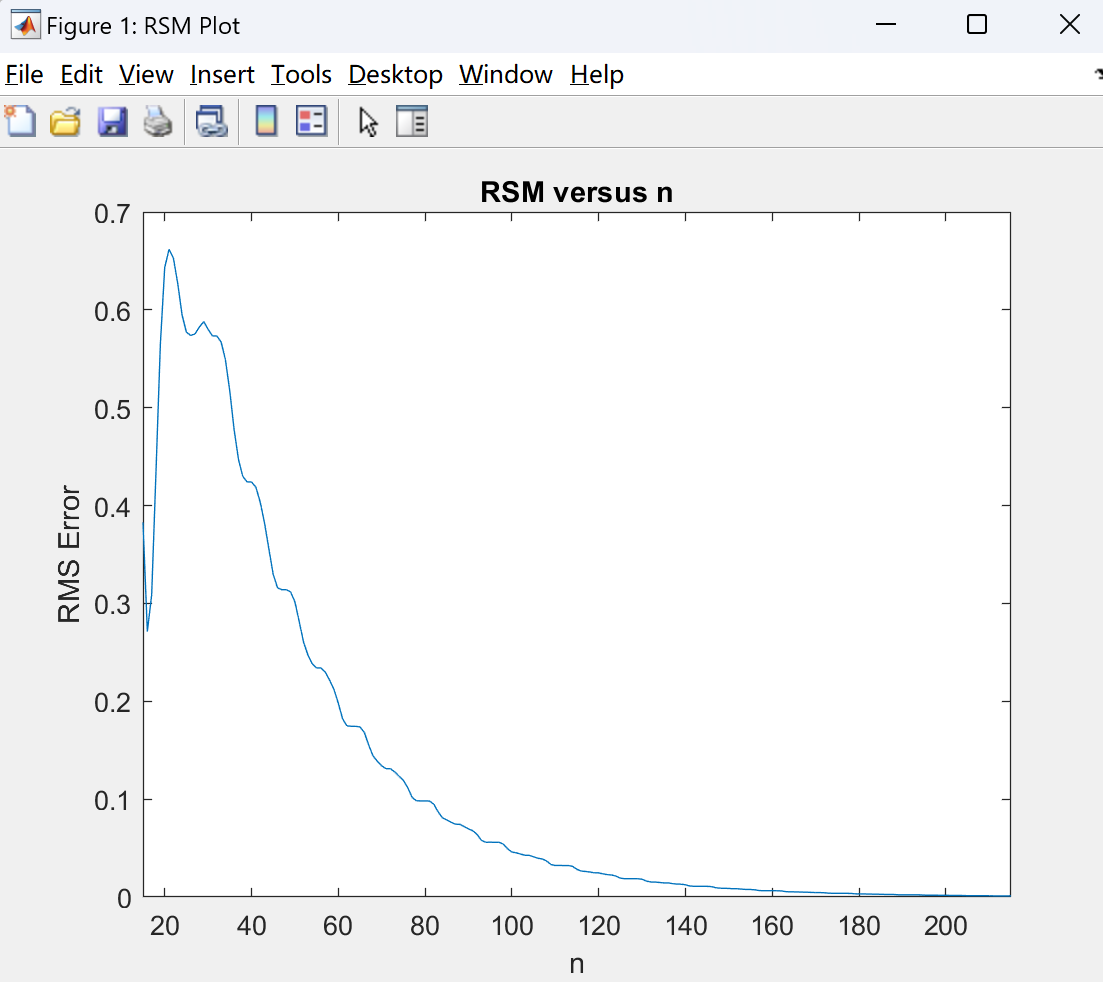 Figure 1: RSM Plot
File Edit View Insert Tools Desktop Window Help
RSM versus n
0.7
0.6
0.5
0.4
0.3
0.2
0.1
0
RMS Error
20 40 60 80 100 120 140 160 180 200
n